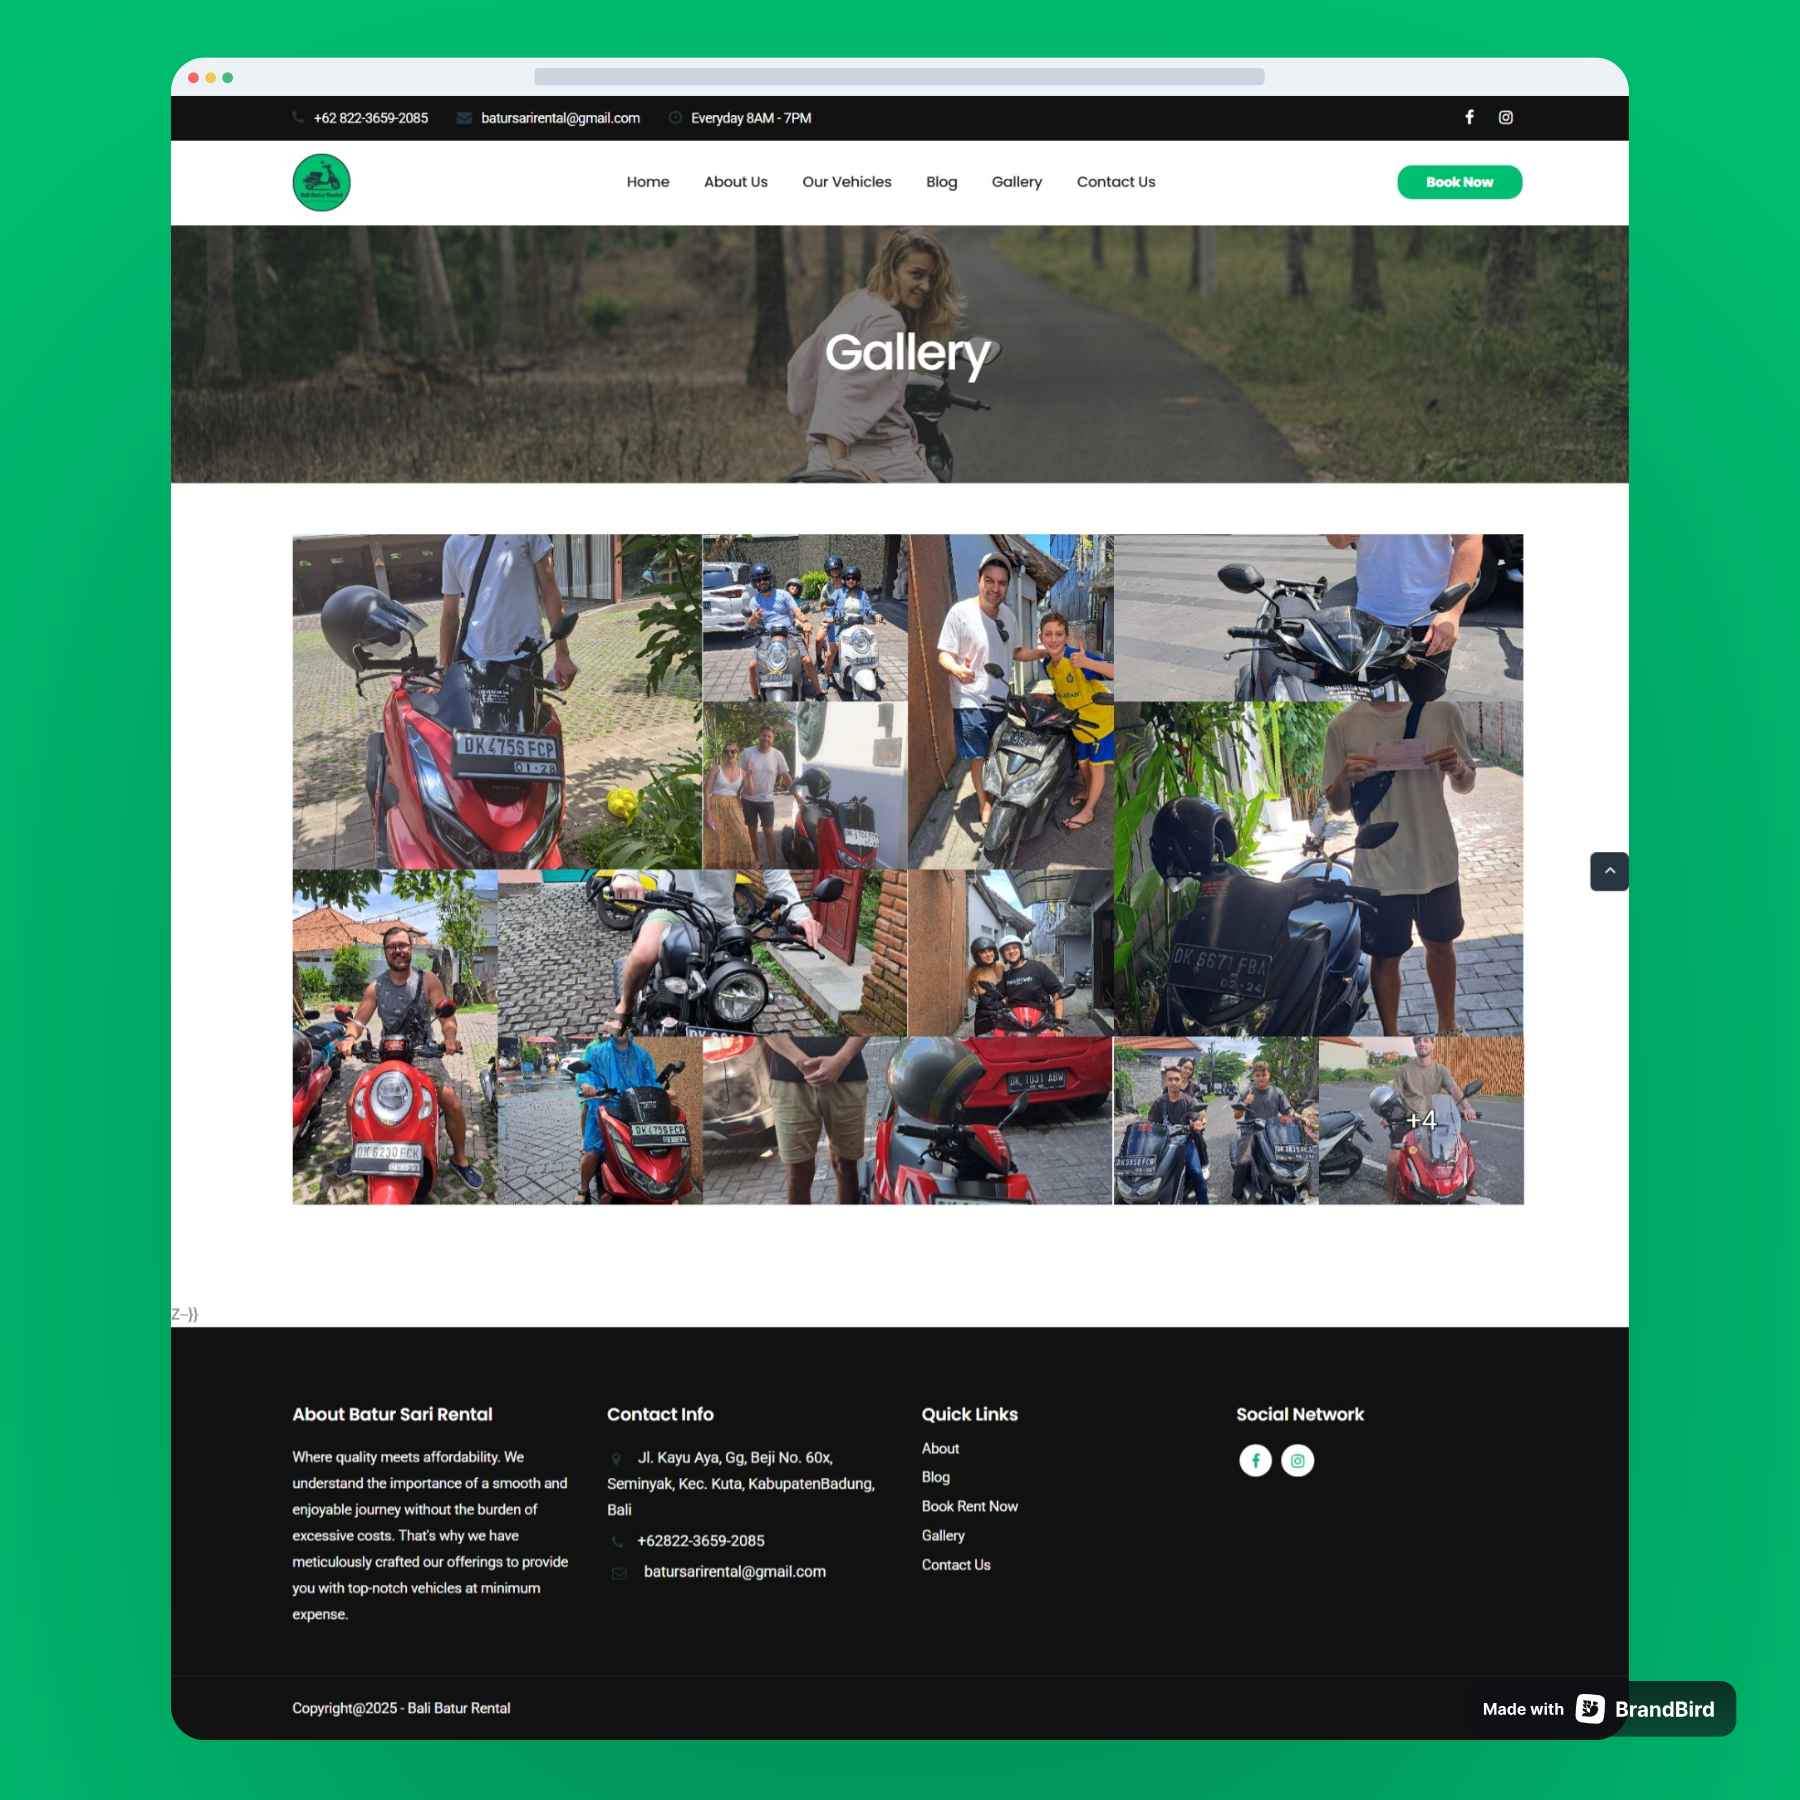 +62 822-3659-2085
batursarirental@gmail.com
Everyday 8AM - 7PM
Bali Batur Rental
Home
About Us
Our Vehicles
Blog
Gallery
Contact Us
Book Now
Gallery
DK 4756 FCP
01-28
DK 6671 FBA
02-24
DK 6230 FCK
DK 4756 FCP
DK 1031 ABW
+4
Z--}}
About Batur Sari Rental
Where quality meets affordability. We
understand the importance of a smooth and
enjoyable journey without the burden of
excessive costs. That's why we have
meticulously crafted our offerings to provide
you with top-notch vehicles at minimum
expense.
Contact Info
Jl. Kayu Aya, Gg, Beji No. 60x,
Seminyak, Kec. Kuta, KabupatenBadung,
Bali
+62822-3659-2085
batursarirental@gmail.com
Quick Links
About
Blog
Book Rent Now
Gallery
Contact Us
Social Network
Copyright@2025 - Bali Batur Rental
Made with BrandBird